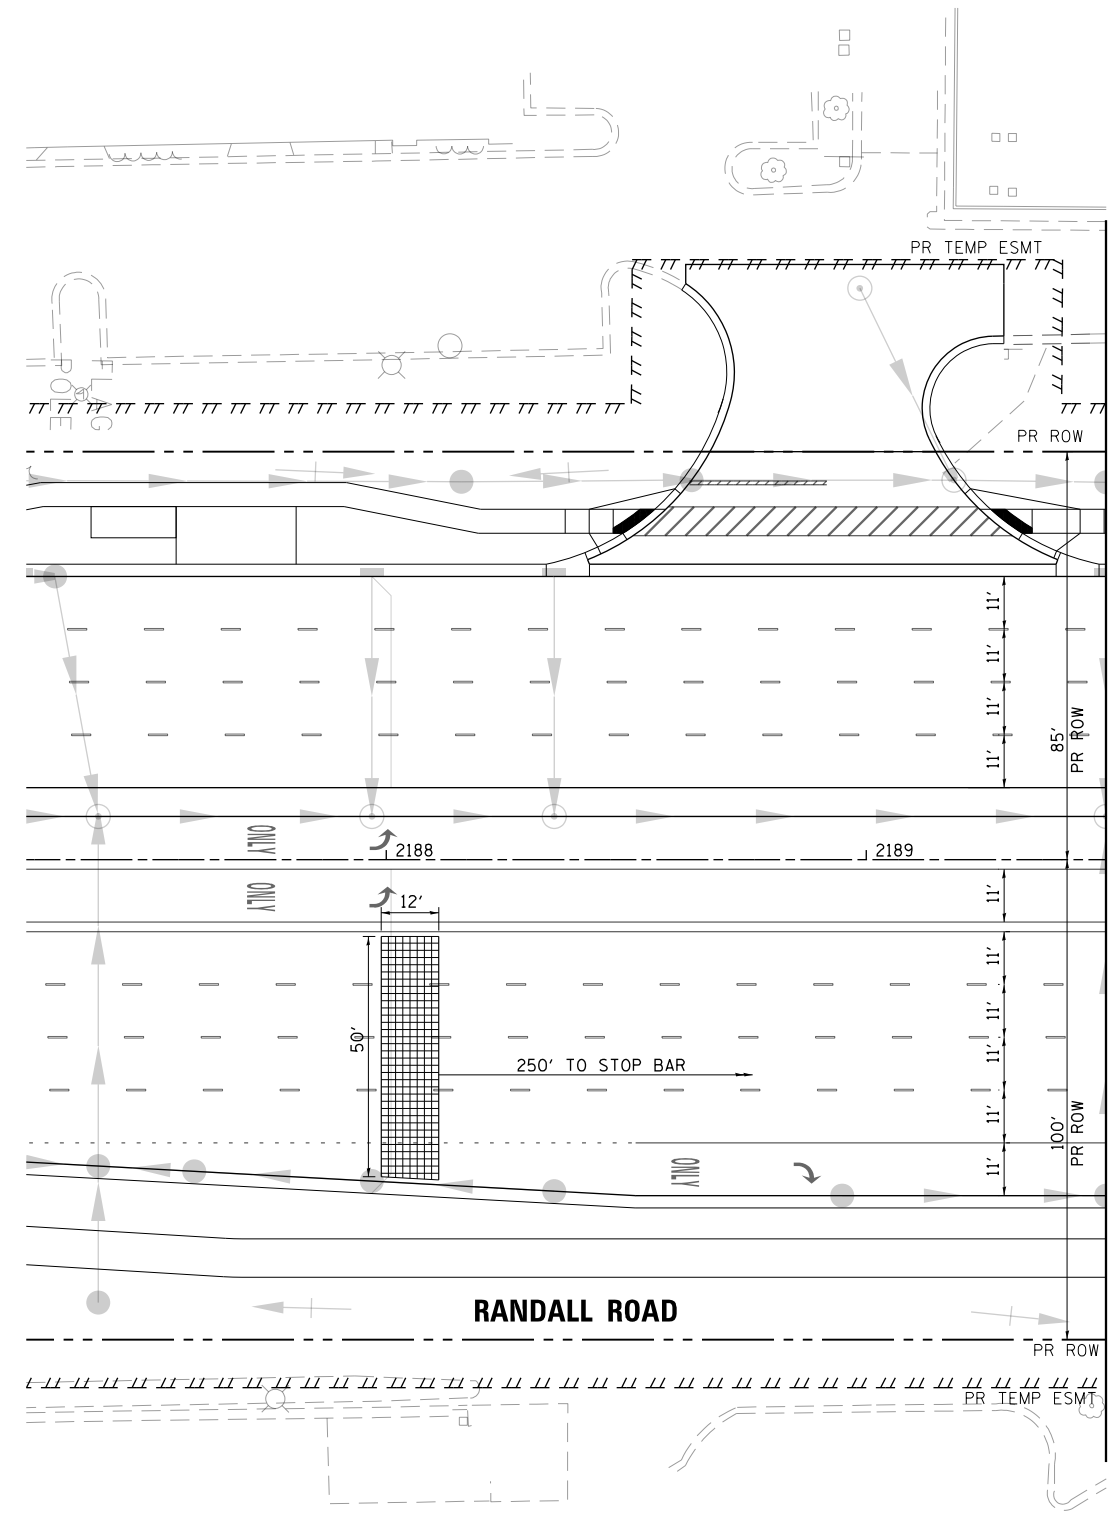 PR TEMP ESMT
FLAG
POLE
PR ROW
11'
11'
11'
11'
85'
PR ROW
ONLY
2188
2189
ONLY
12'
11'
11'
11'
50'
11'
250' TO STOP BAR
11'
100'
PR ROW
11'
ONLY
RANDALL ROAD
PR ROW
PR TEMP ESMT